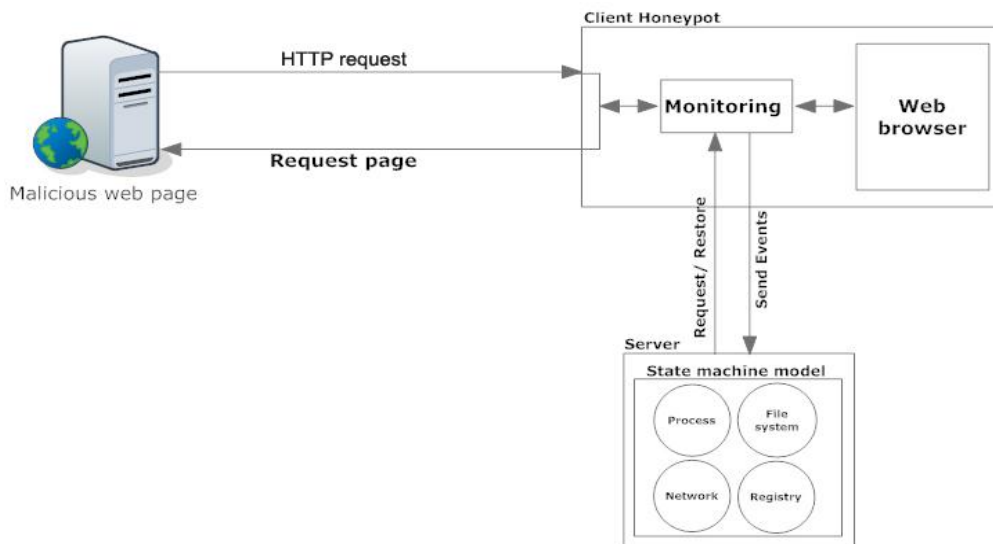 Client Honeypot
HTTP request
Monitoring
Web
browser
Request page
Malicious web page
Request/ Restore
Send Events
Server
State machine model
Process
File
system
Network
Registry